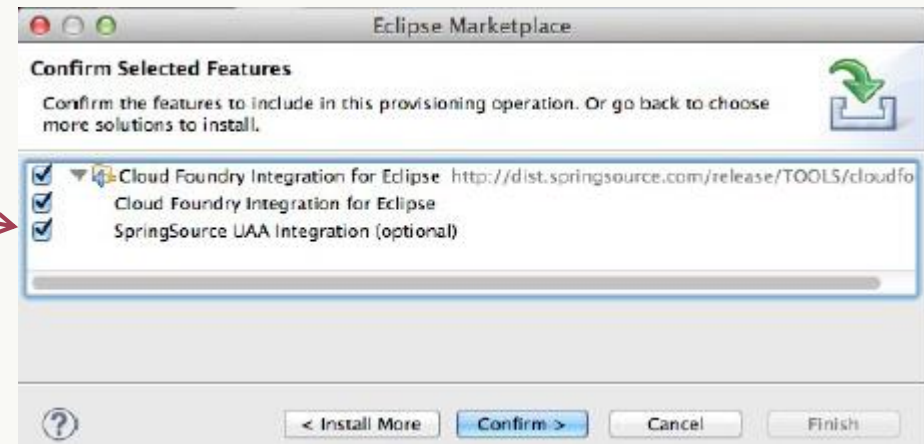 Eclipse Marketplace
Confirm Selected Features
Confirm the features to include in this provisioning operation. Or go back to choose
more solutions to install.
Cloud Foundry Integration for Eclipse http://dist.springsource.com/release/TOOLS/cloudfo
Cloud Foundry Integration for Eclipse
SpringSource UAA Integration (optional)
? < Install More Confirm > Cancel Finish